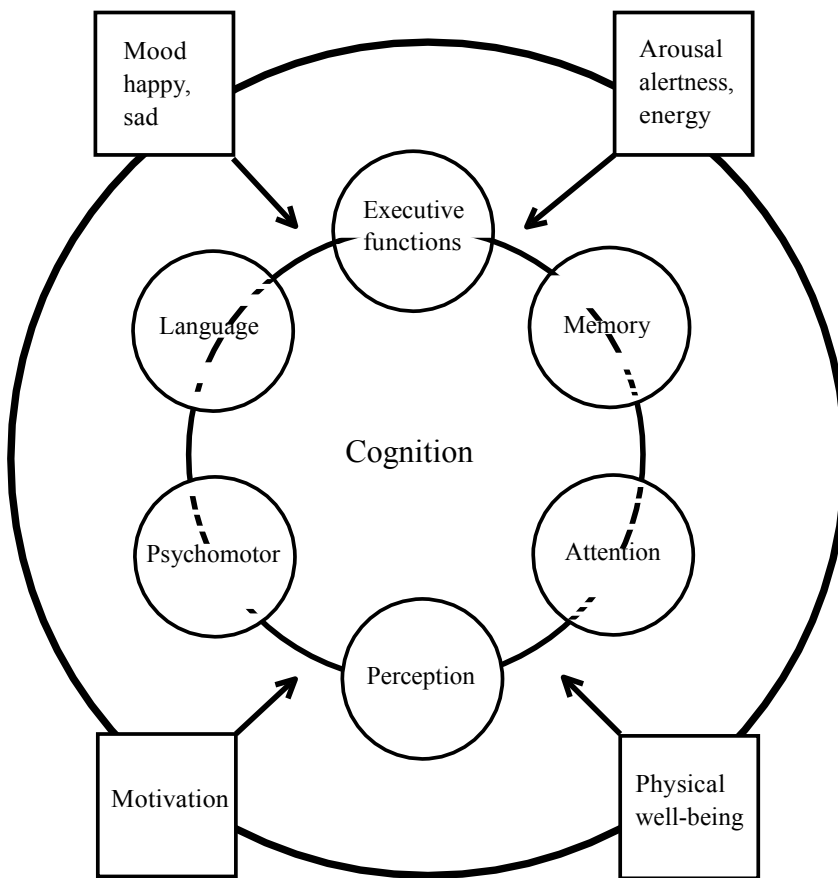 Mood
happy,
sad
Arousal
alertness,
energy
Executive
functions
Language
Memory
Cognition
Psychomotor
Attention
Perception
Motivation
Physical
well-being